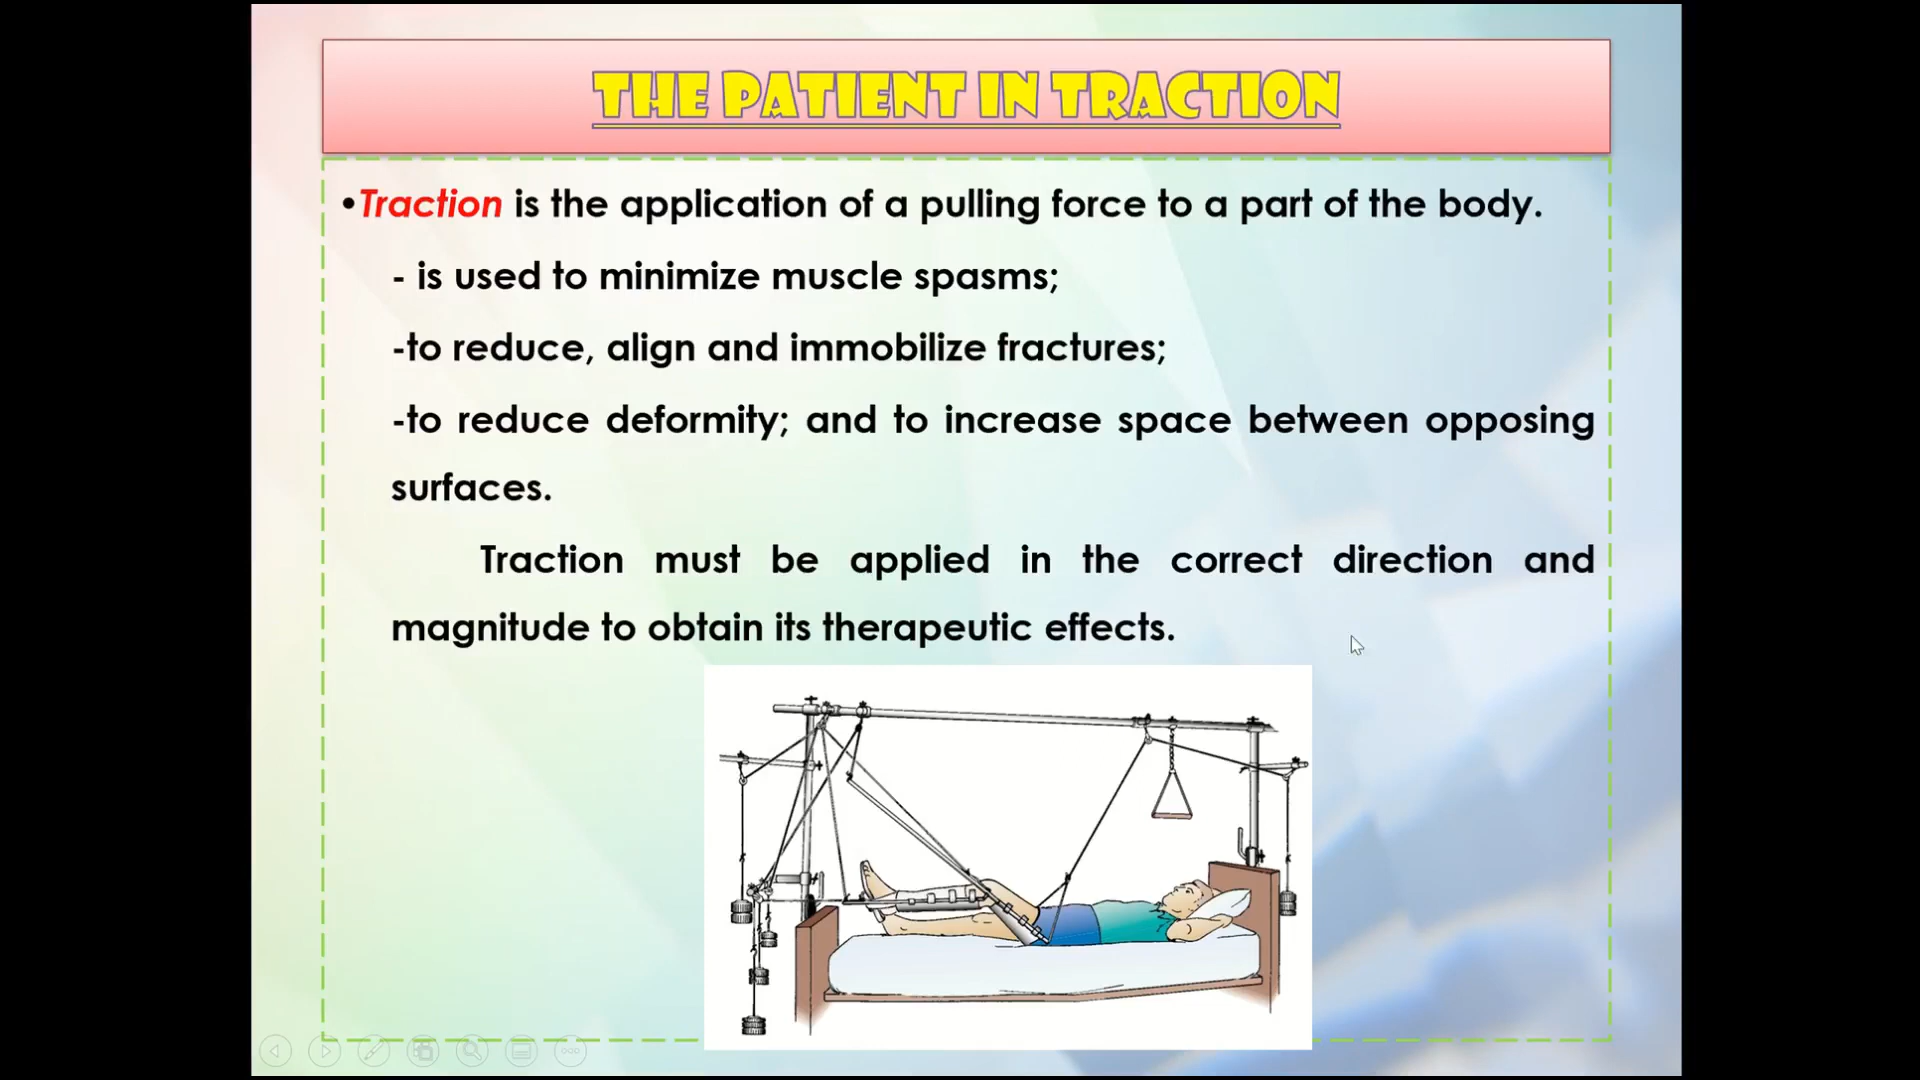 THE PATIENT IN TRACTION
•Traction is the application of a pulling force to a part of the body.
- is used to minimize muscle spasms;
-to reduce, align and immobilize fractures;
-to reduce deformity; and to increase space between opposing
surfaces.
Traction must be applied in the correct direction and
magnitude to obtain its therapeutic effects.